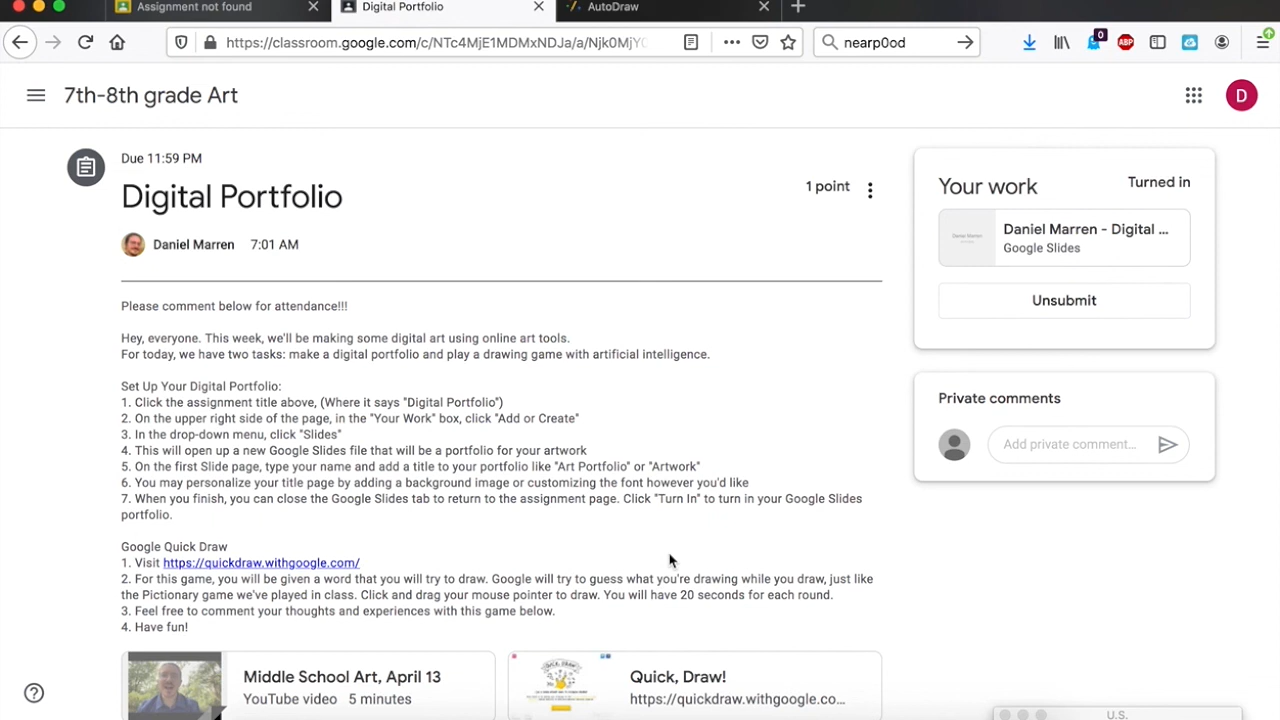 Assignment not found
Digital Portfolio
AutoDraw
https://classroom.google.com/c/NTc4MjE1MDMxNDJa/a/Njk0MjY
nearp0od
0
ABP
7th-8th grade Art
D
Due 11:59 PM
Digital Portfolio
1 point
Daniel Marren 7:01 AM
Please comment below for attendance!!!
Hey, everyone. This week, we'll be making some digital art using online art tools.
For today, we have two tasks: make a digital portfolio and play a drawing game with artificial intelligence.
Set Up Your Digital Portfolio:
1. Click the assignment title above, (Where it says "Digital Portfolio")
2. On the upper right side of the page, in the "Your Work" box, click "Add or Create"
3. In the drop-down menu, click "Slides"
4. This will open up a new Google Slides file that will be a portfolio for your artwork
5. On the first Slide page, type your name and add a title to your portfolio like "Art Portfolio" or "Artwork"
6. You may personalize your title page by adding a background image or customizing the font however you'd like
7. When you finish, you can close the Google Slides tab to return to the assignment page. Click "Turn In" to turn in your Google Slides
portfolio.
Google Quick Draw
1. Visit https://quickdraw.withgoogle.com/
2. For this game, you will be given a word that you will try to draw. Google will try to guess what you're drawing while you draw, just like
the Pictionary game we've played in class. Click and drag your mouse pointer to draw. You will have 20 seconds for each round.
3. Feel free to comment your thoughts and experiences with this game below.
4. Have fun!
Middle School Art, April 13
YouTube video 5 minutes
QUICK, DRAW!
Quick, Draw!
https://quickdraw.withgoogle.co...
Your work
Turned in
Daniel Marren
Daniel Marren - Digital ...
Google Slides
Unsubmit
Private comments
Add private comment...
U.S.